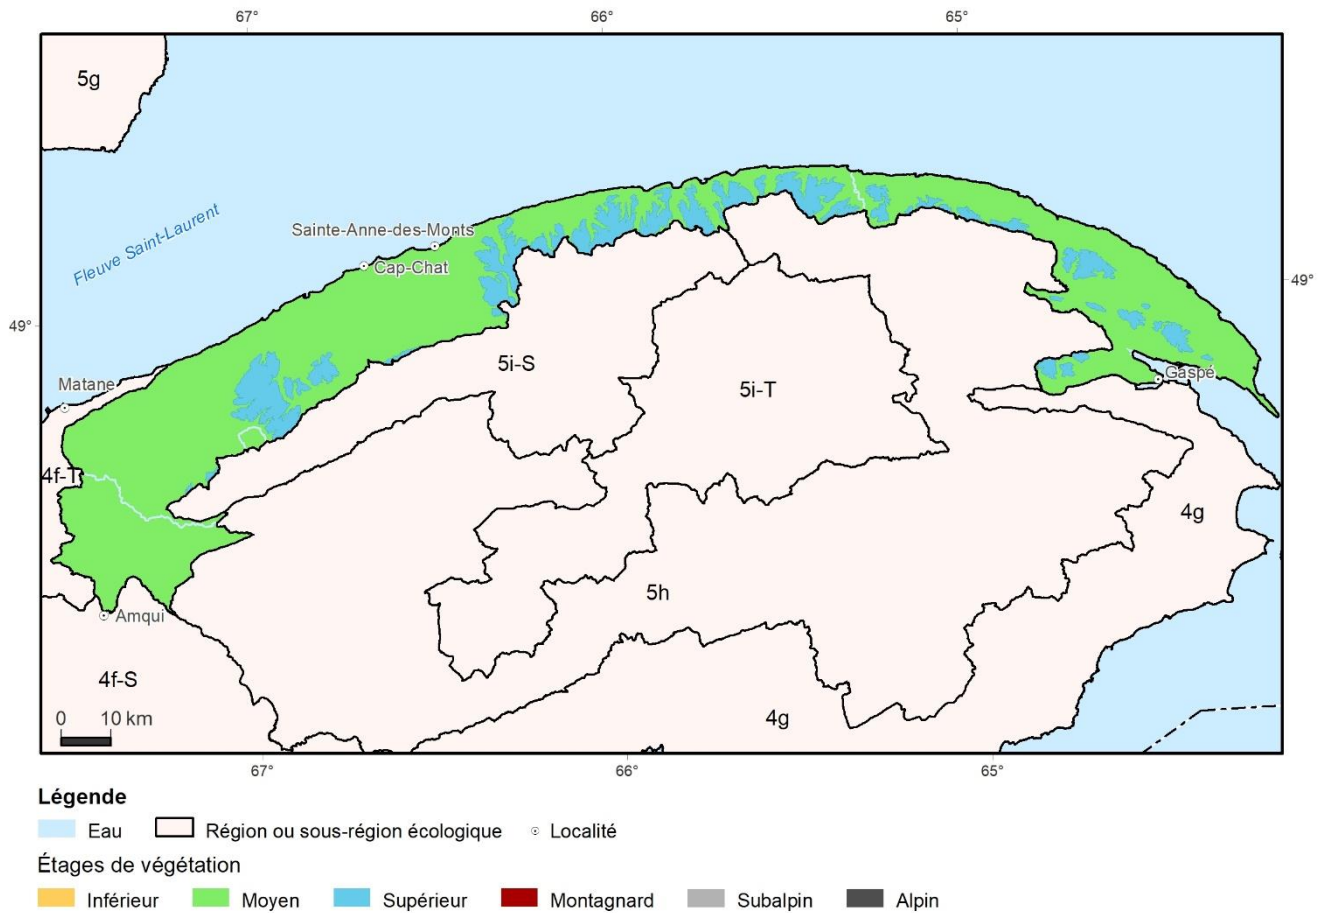 67° 66° 65°
5g
Sainte-Anne-des-Monts
Fleuve Saint-Laurent
Cap-Chat
49°
49°
5i-S
Matane
5i-T
Gaspé
4f-T
4g
5h
Amqui
4f-S
4g
0 10 km
67° 66° 65°
Légende
Eau Région ou sous-région écologique Localité
Étages de végétation
Inférieur Moyen Supérieur Montagnard Subalpin Alpin